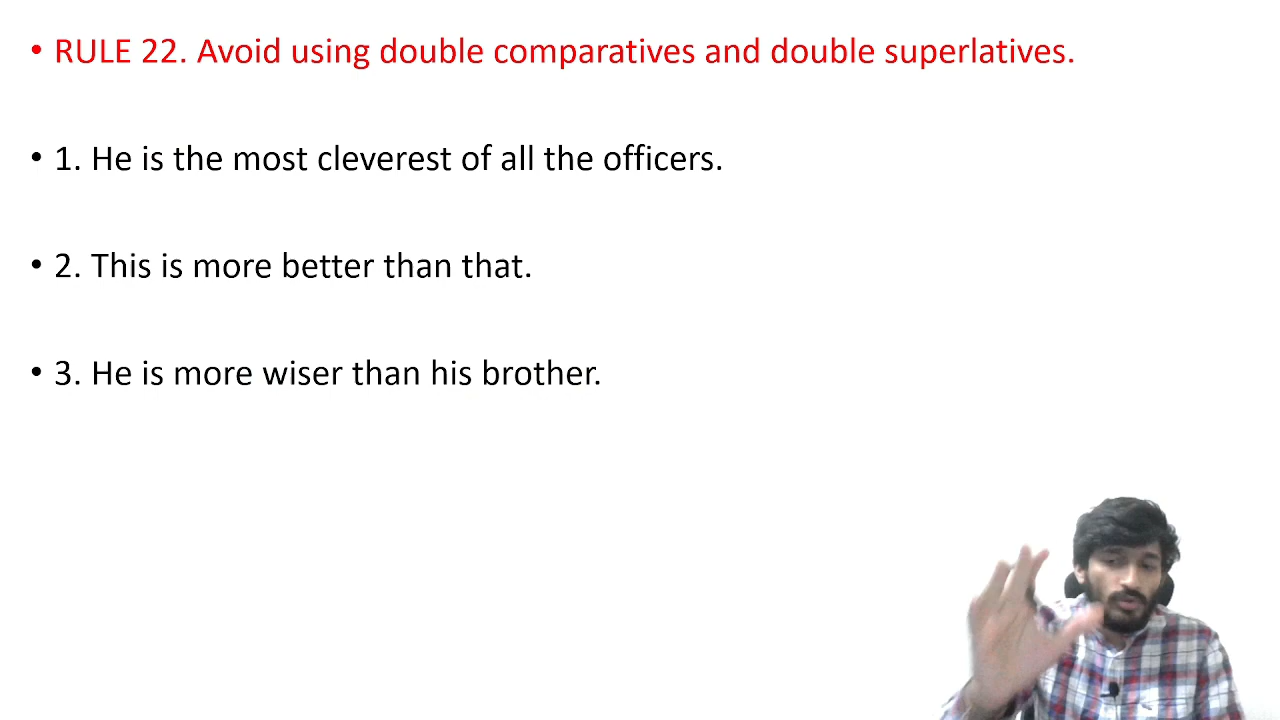 • RULE 22. Avoid using double comparatives and double superlatives.
• 1. He is the most cleverest of all the officers.
• 2. This is more better than that.
• 3. He is more wiser than his brother.